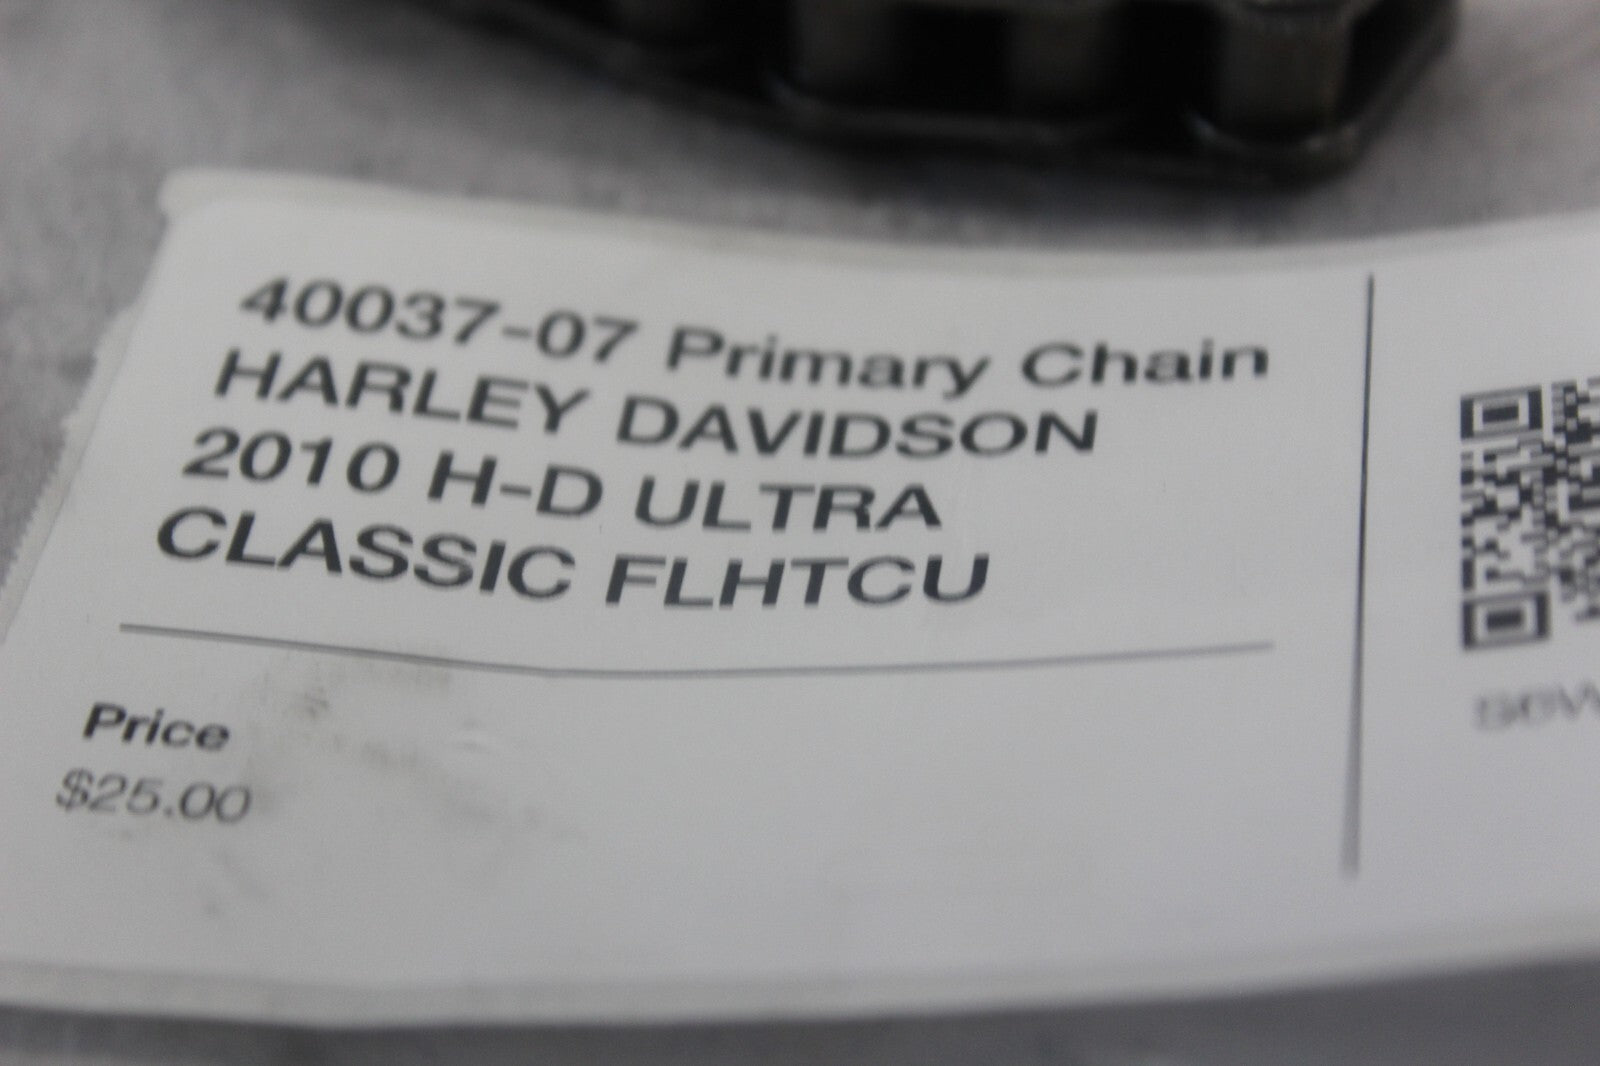 40037-07 Primary Chain
HARLEY DAVIDSON
2010 H-D ULTRA
CLASSIC FLHTCU
Price
$25.00